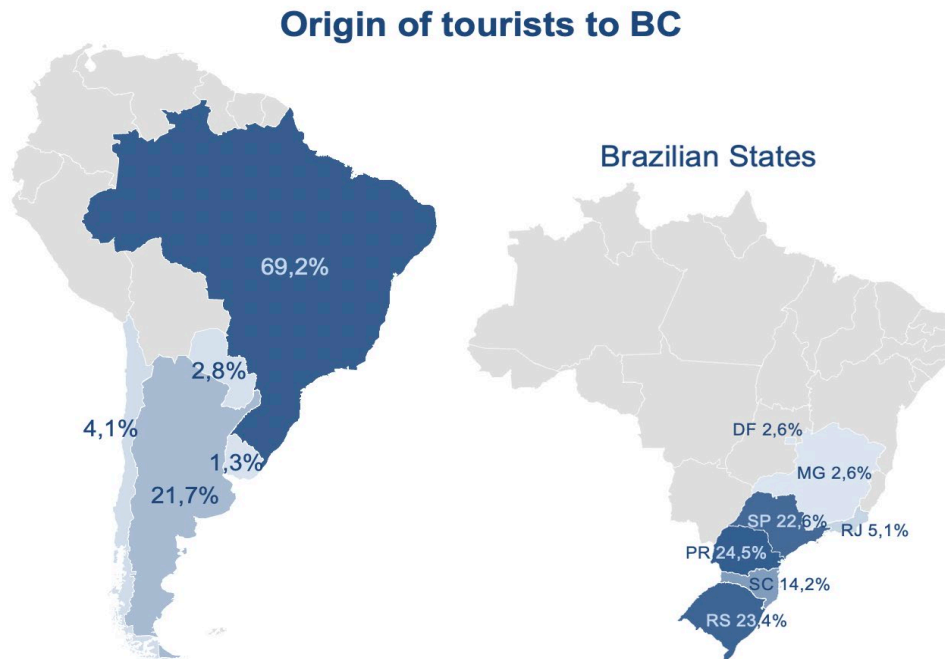 Origin of tourists to BC
69,2%
2,8%
4,1%
1,3%
21,7%
Brazilian States
DF 2,6%
MG 2,6%
SP 22,6%
RJ 5,1%
PR 24,5%
SC 14,2%
RS 23,4%